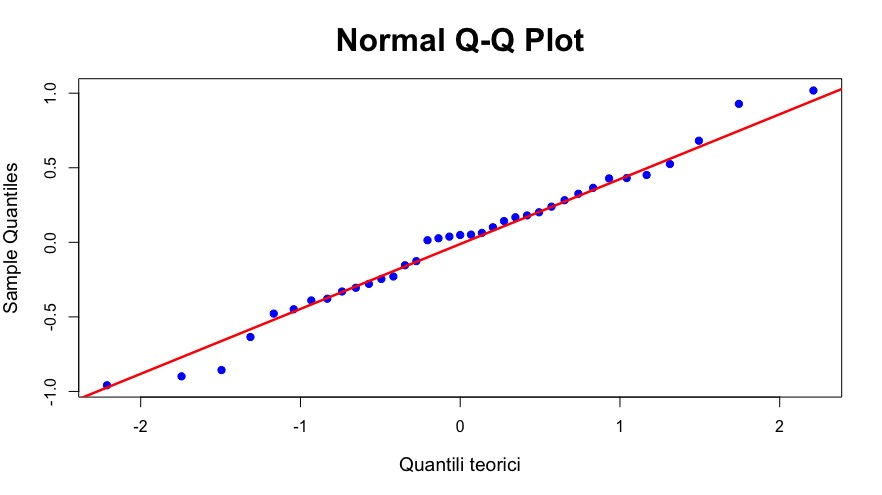 Normal Q-Q Plot
1.0
0.5
0.0
-0.5
-1.0
Sample Quantiles
-2 -1 0 1 2
Quantili teorici